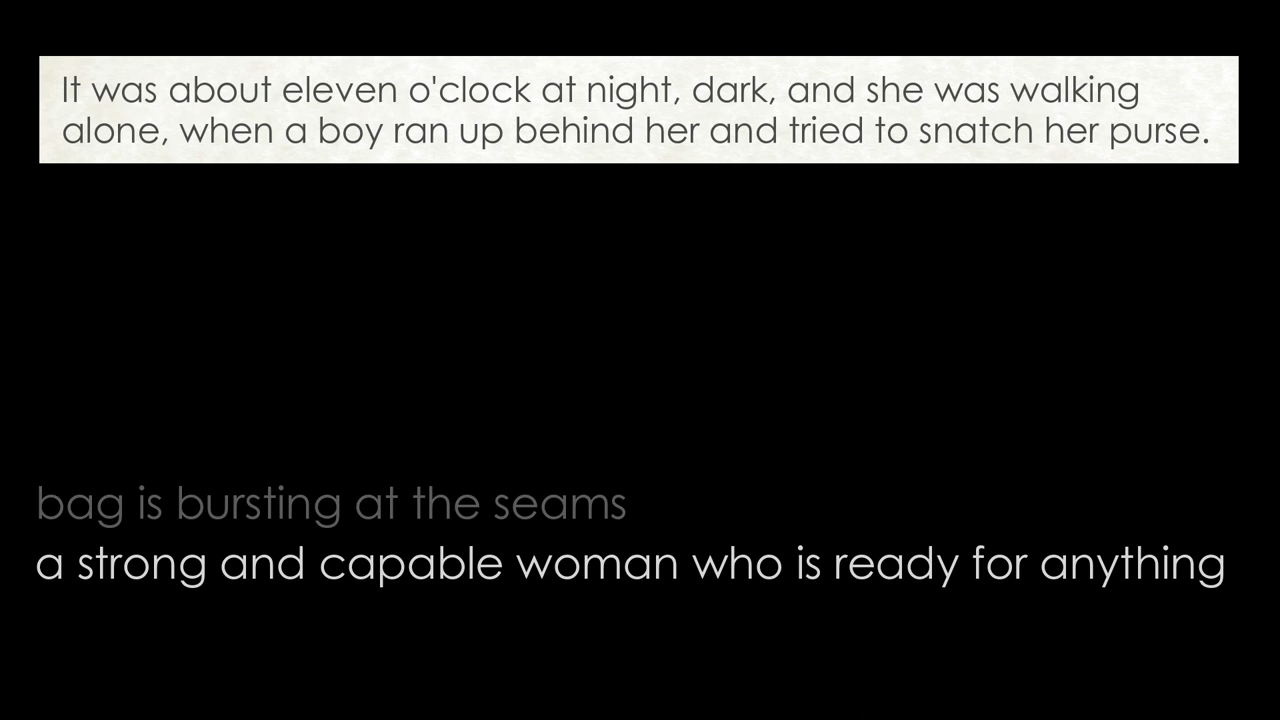 It was about eleven o'clock at night, dark, and she was walking
alone, when a boy ran up behind her and tried to snatch her purse.
bag is bursting at the seams
a strong and capable woman who is ready for anything